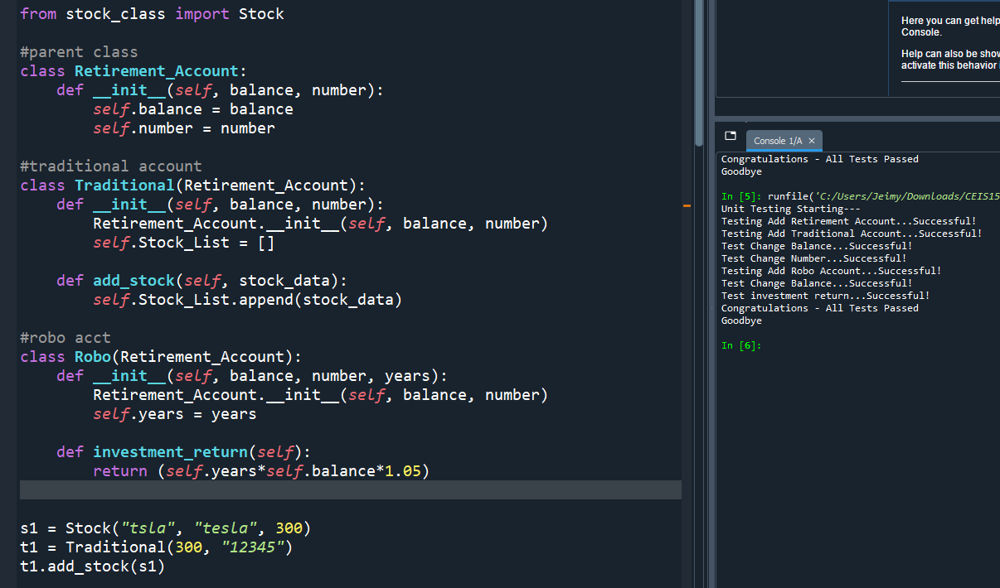 from stock_class import Stock
#parent class
class Retirement_Account:
def __init__(self, balance, number):
self.balance = balance
self.number = number
#traditional account
class Traditional(Retirement_Account):
def __init__(self, balance, number):
Retirement_Account.__init__(self, balance, number)
self.Stock_List = []
def add_stock(self, stock_data):
self.Stock_List.append(stock_data)
#robo acct
class Robo(Retirement_Account):
def __init__(self, balance, number, years):
Retirement_Account.__init__(self, balance, number)
self.years = years
def investment_return(self):
return (self.years*self.balance*1.05)
s1 = Stock("tsla", "tesla", 300)
t1 = Traditional(300, "12345")
t1.add_stock(s1)
Here you can get help
Console.
Help can also be show
activate this behavior
Console 1/A ×
Congratulations - All Tests Passed
Goodbye
In [5]: runfile('C:/Users/Jeimy/Downloads/CEIS15
Unit Testing Starting---
Testing Add Retirement Account...Successful!
Testing Add Traditional Account...Successful!
Test Change Balance...Successful!
Test Change Number...Successful!
Testing Add Robo Account...Successful!
Test Change Balance...Successful!
Test investment return...Successful!
Congratulations - All Tests Passed
Goodbye
In [6]: